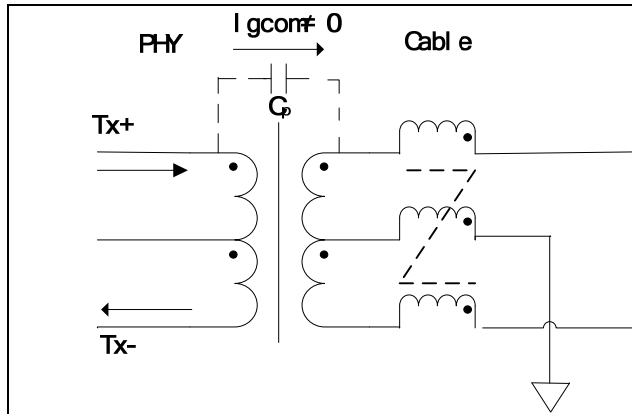 Igcom≠ 0
PHY
Cable
Cp
Tx+
Tx-